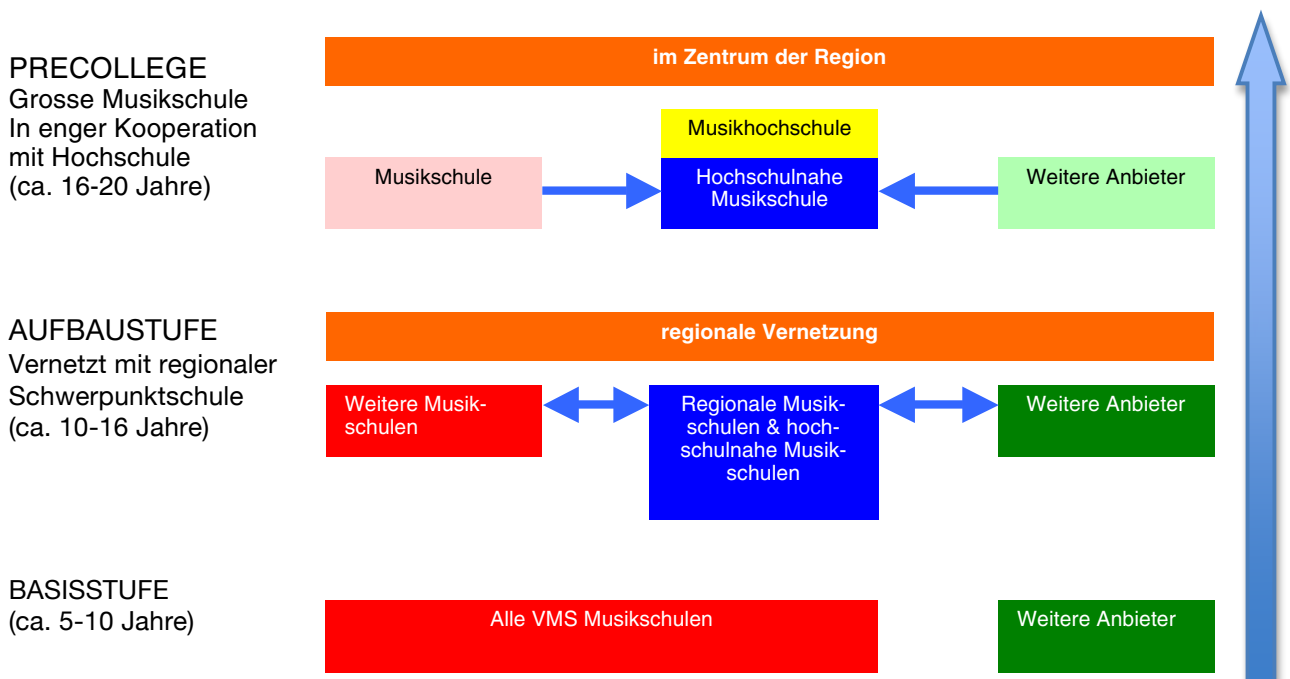 PRECOLLEGE
Grosse Musikschule
In enger Kooperation
mit Hochschule
(ca. 16-20 Jahre)
im Zentrum der Region
Musikhochschule
Musikschule
Hochschulnahe
Musikschule
Weitere Anbieter
AUFBAUSTUFE
Vernetzt mit regionaler
Schwerpunktschule
(ca. 10-16 Jahre)
regionale Vernetzung
Weitere Musik-
schulen
Regionale Musik-
schulen & hoch-
schulnahe Musik-
schulen
Weitere Anbieter
BASISSTUFE
(ca. 5-10 Jahre)
Alle VMS Musikschulen
Weitere Anbieter